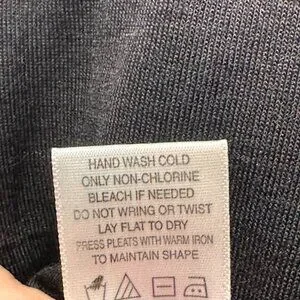 HAND WASH COLD
ONLY NON-CHLORINE
BLEACH IF NEEDED
DO NOT WRING OR TWIST
LAY FLAT TO DRY
PRESS PLEATS WITH WARM IRON
TO MAINTAIN SHAPE